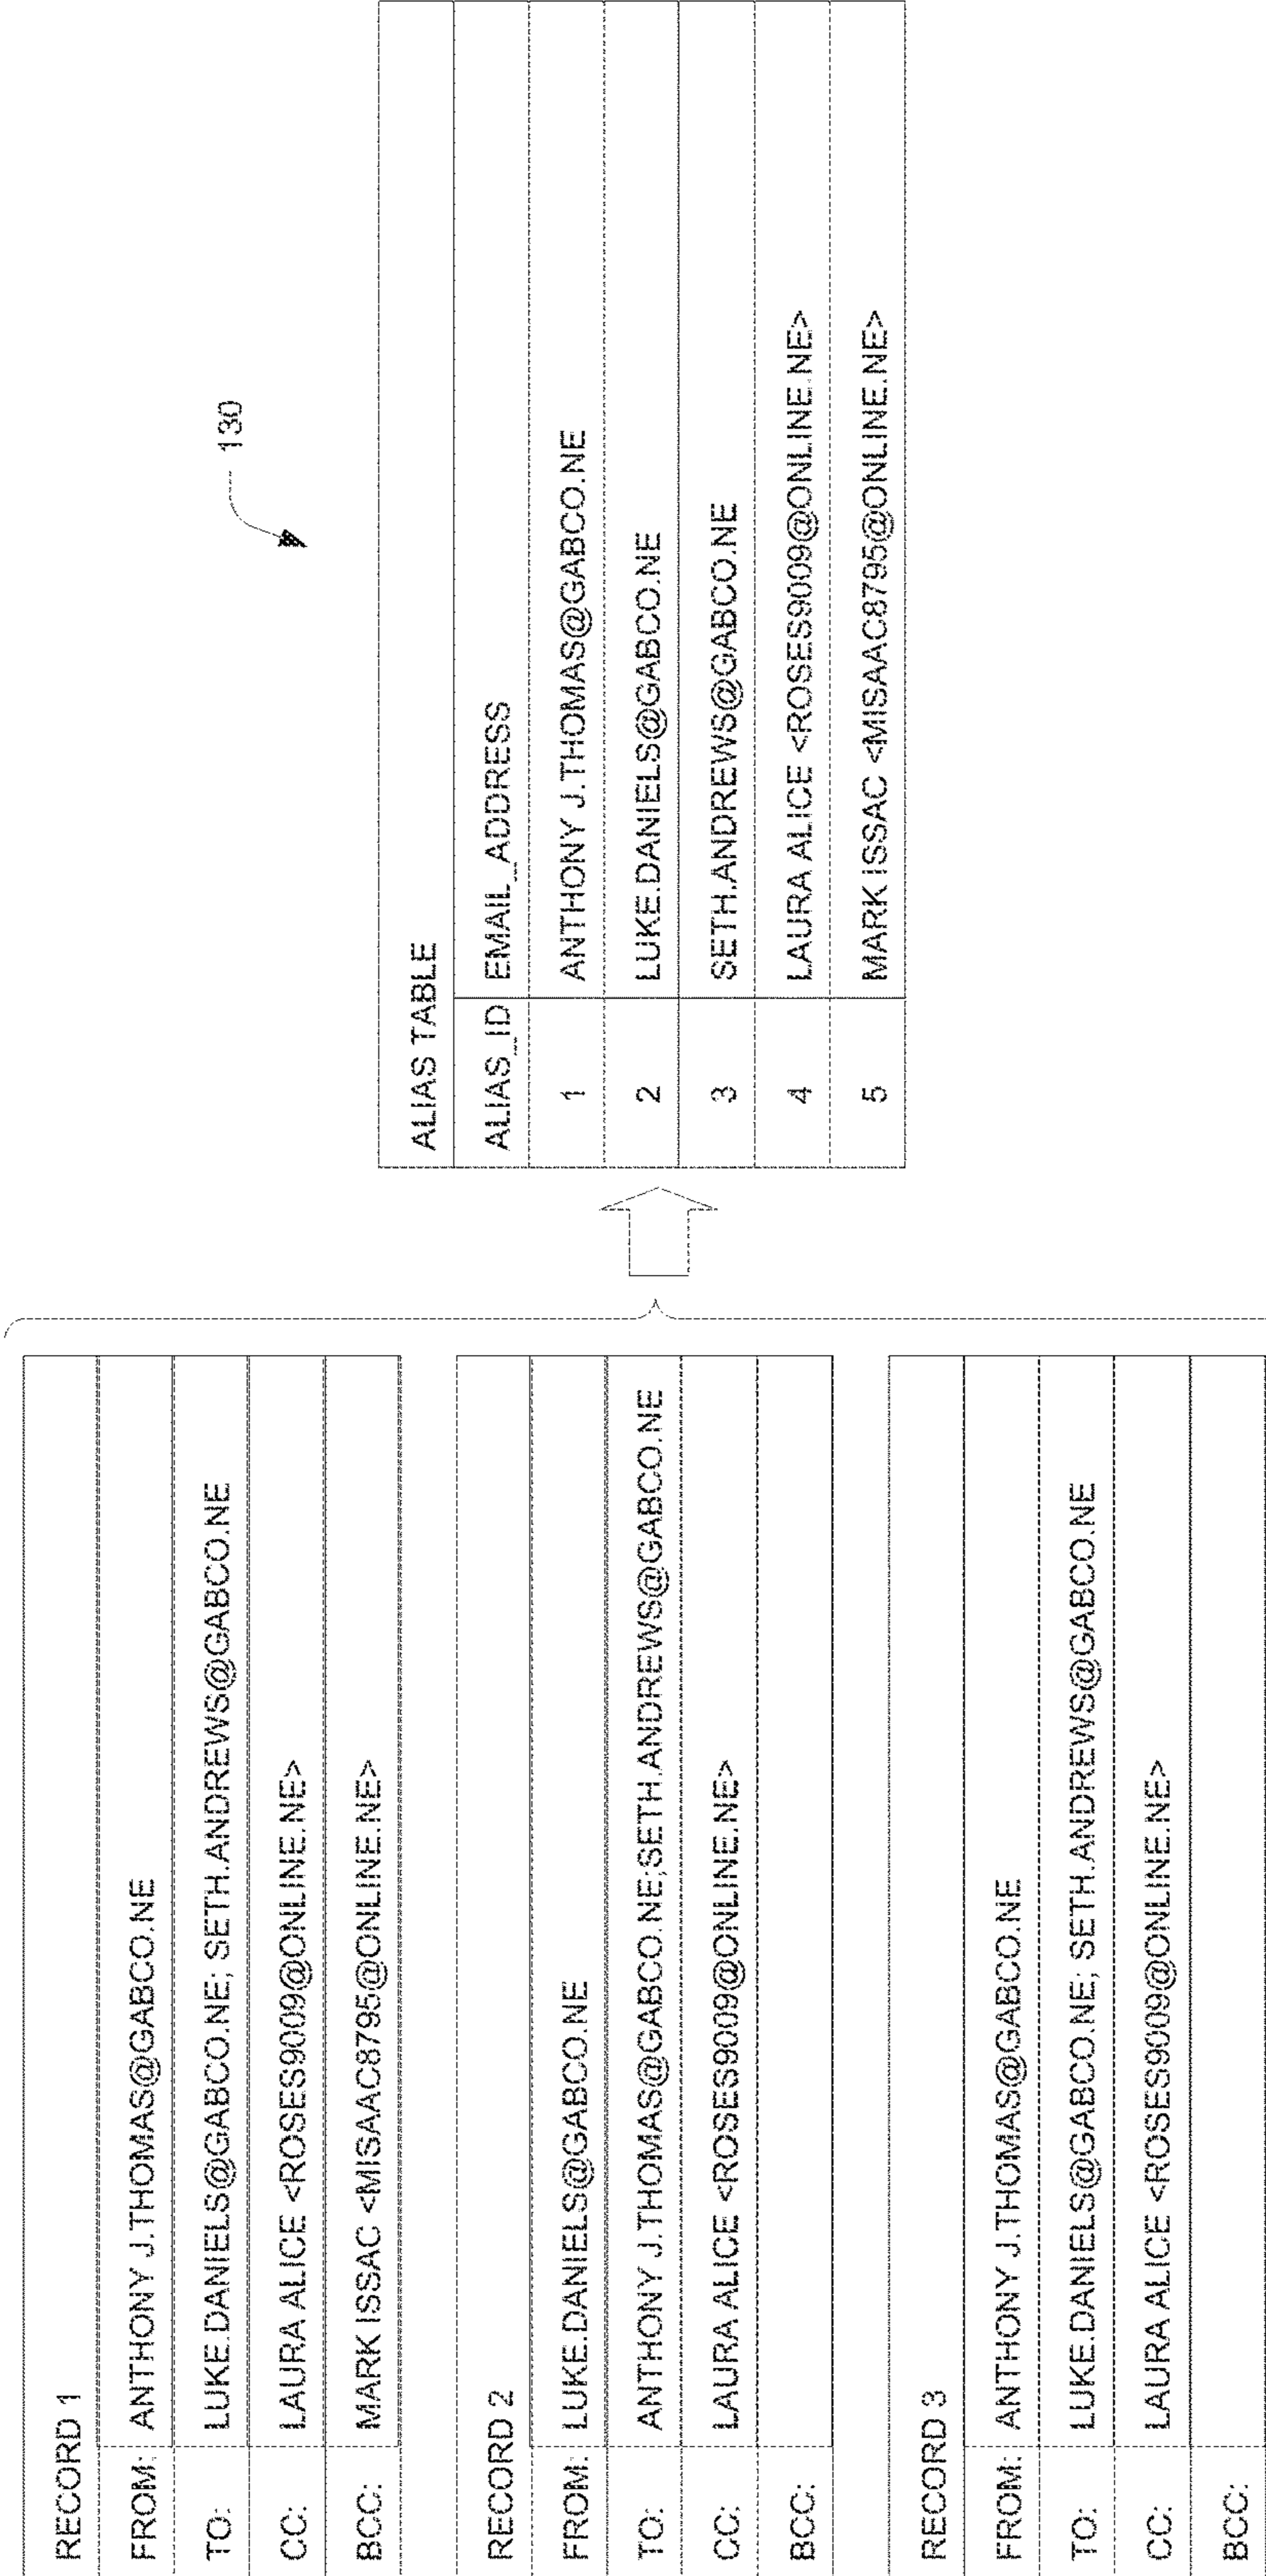 RECORD 1
FROM: ANTHONY J.THOMAS@GABCO.NE
TO: LUKE.DANIELS@GABCO.NE; SETH.ANDREWS@GABCO.NE
CC: LAURA ALICE <ROSES9009@ONLINE.NE>
BCC: MARK ISSAC <MISAAC8795@ONLINE.NE>
RECORD 2
FROM: LUKE.DANIELS@GABCO.NE
TO: ANTHONY J.THOMAS@GABCO.NE;SETH.ANDREWS@GABCO.NE
CC: LAURA ALICE <ROSES9009@ONLINE.NE>
BCC:
RECORD 3
FROM: ANTHONY J.THOMAS@GABCO.NE
TO: LUKE.DANIELS@GABCO.NE; SETH.ANDREWS@GABCO.NE
CC: LAURA ALICE <ROSES9009@ONLINE.NE>
BCC:
130
ALIAS TABLE
ALIAS_ID EMAIL_ADDRESS
1 ANTHONY J.THOMAS@GABCO.NE
2 LUKE.DANIELS@GABCO.NE
3 SETH.ANDREWS@GABCO.NE
4 LAURA ALICE <ROSES9009@ONLINE.NE>
5 MARK ISSAC <MISAAC8795@ONLINE.NE>